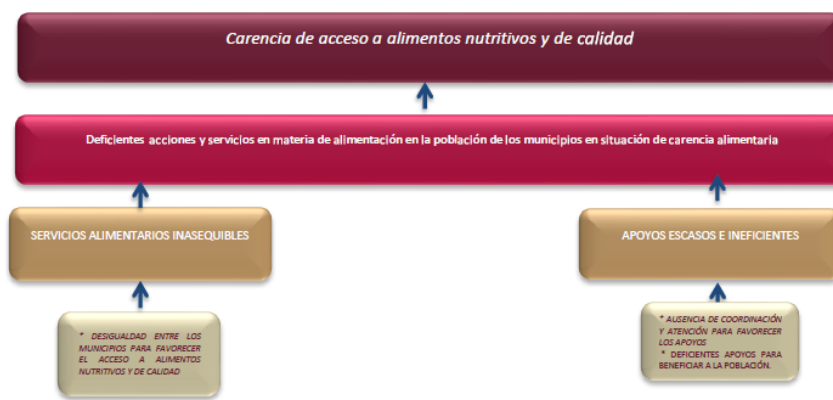 Carencia de acceso a alimentos nutritivos y de calidad
Deficientes acciones y servicios en materia de alimentación en la población de los municipios en situación de carencia alimentaria
SERVICIOS ALIMENTARIOS INASEQUIBLES
APOYOS ESCASOS E INEFICIENTES
* DESIGUALDAD ENTRE LOS
MUNICIPIOS PARA FAVORECER
EL ACCESO A ALIMENTOS
NUTRITIVOS Y DE CALIDAD
* AUSENCIA DE COORDINACIÓN
Y ATENCIÓN PARA FAVORECER
LOS APOYOS
* DEFICIENTES APOYOS PARA
BENEFICIAR A LA POBLACIÓN.